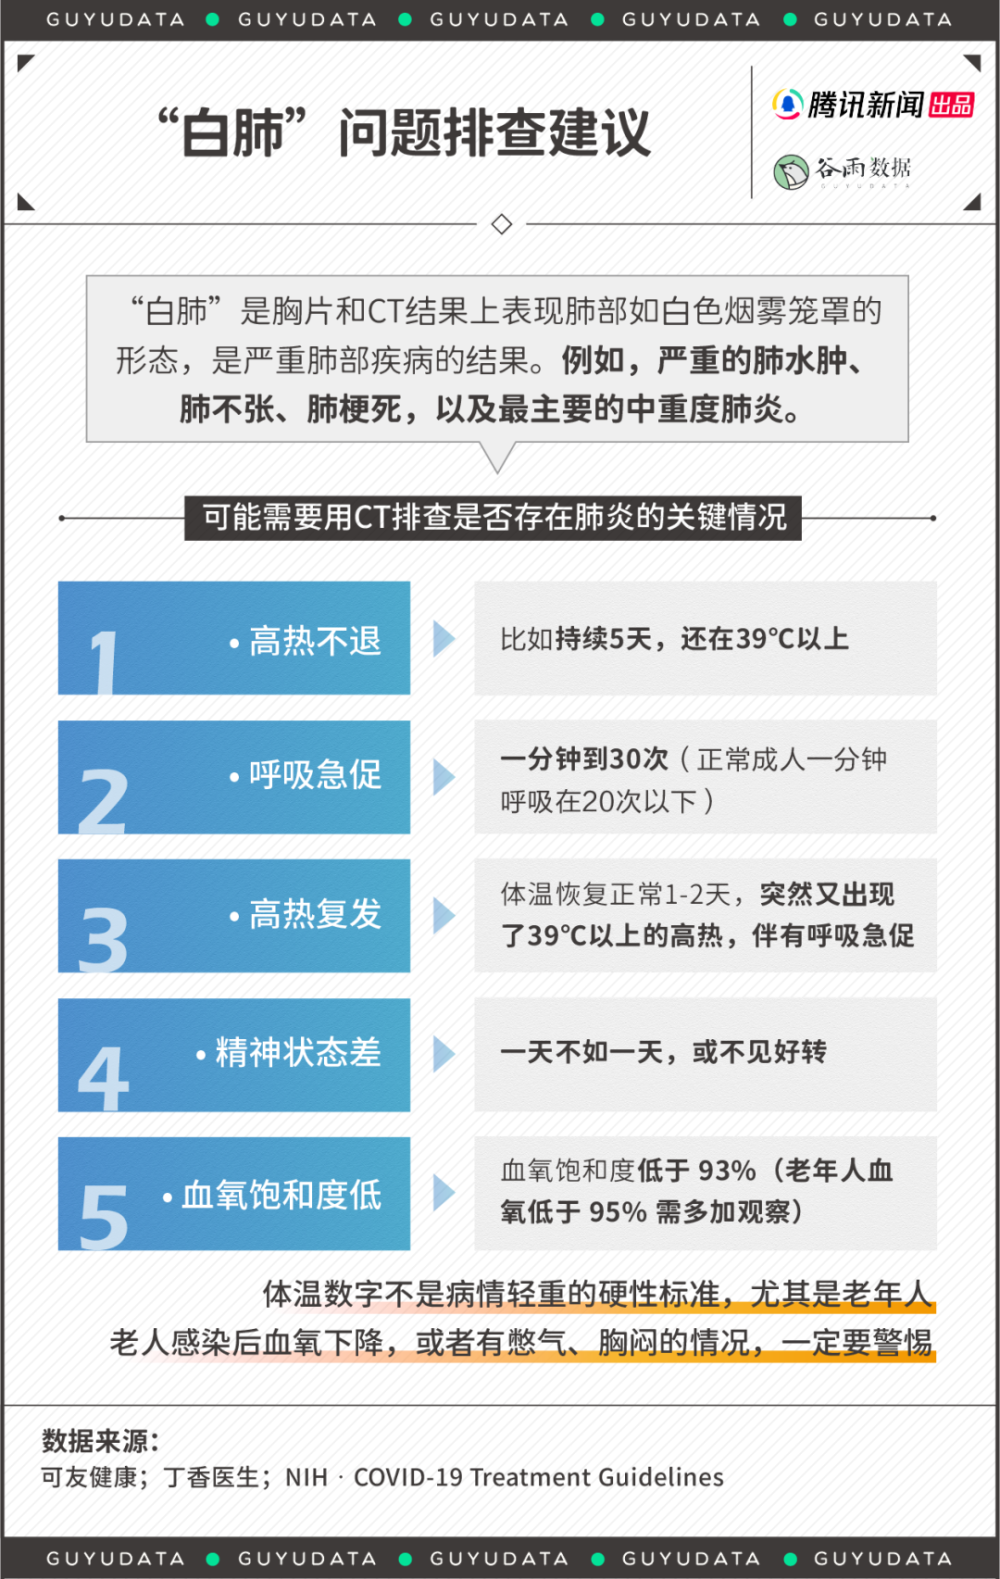 GUYUDATA ● GUYUDATA ● GUYUDATA ● GUYUDATA ● GUYUDATA
“白肺”问题排查建议
腾讯新闻 出品
谷雨数据
GUYUDATA
“白肺”是胸片和CT结果上表现肺部如白色烟雾笼罩的
形态，是严重肺部疾病的结果。例如，严重的肺水肿、
肺不张、肺梗死，以及最主要的中重度肺炎。
可能需要用CT排查是否存在肺炎的关键情况
1
• 高热不退
比如持续5天，还在39℃以上
2
• 呼吸急促
一分钟到30次（正常成人一分钟
呼吸在20次以下）
3
• 高热复发
体温恢复正常1-2天，突然又出现
了39℃以上的高热，伴有呼吸急促
4
• 精神状态差
一天不如一天，或不见好转
5
• 血氧饱和度低
血氧饱和度低于 93%（老年人血
氧低于 95% 需多加观察）
体温数字不是病情轻重的硬性标准，尤其是老年人
老人感染后血氧下降，或者有憋气、胸闷的情况，一定要警惕
数据来源：
可友健康；丁香医生；NIH · COVID-19 Treatment Guidelines
GUYUDATA ● GUYUDATA ● GUYUDATA ● GUYUDATA ● GUYUDATA